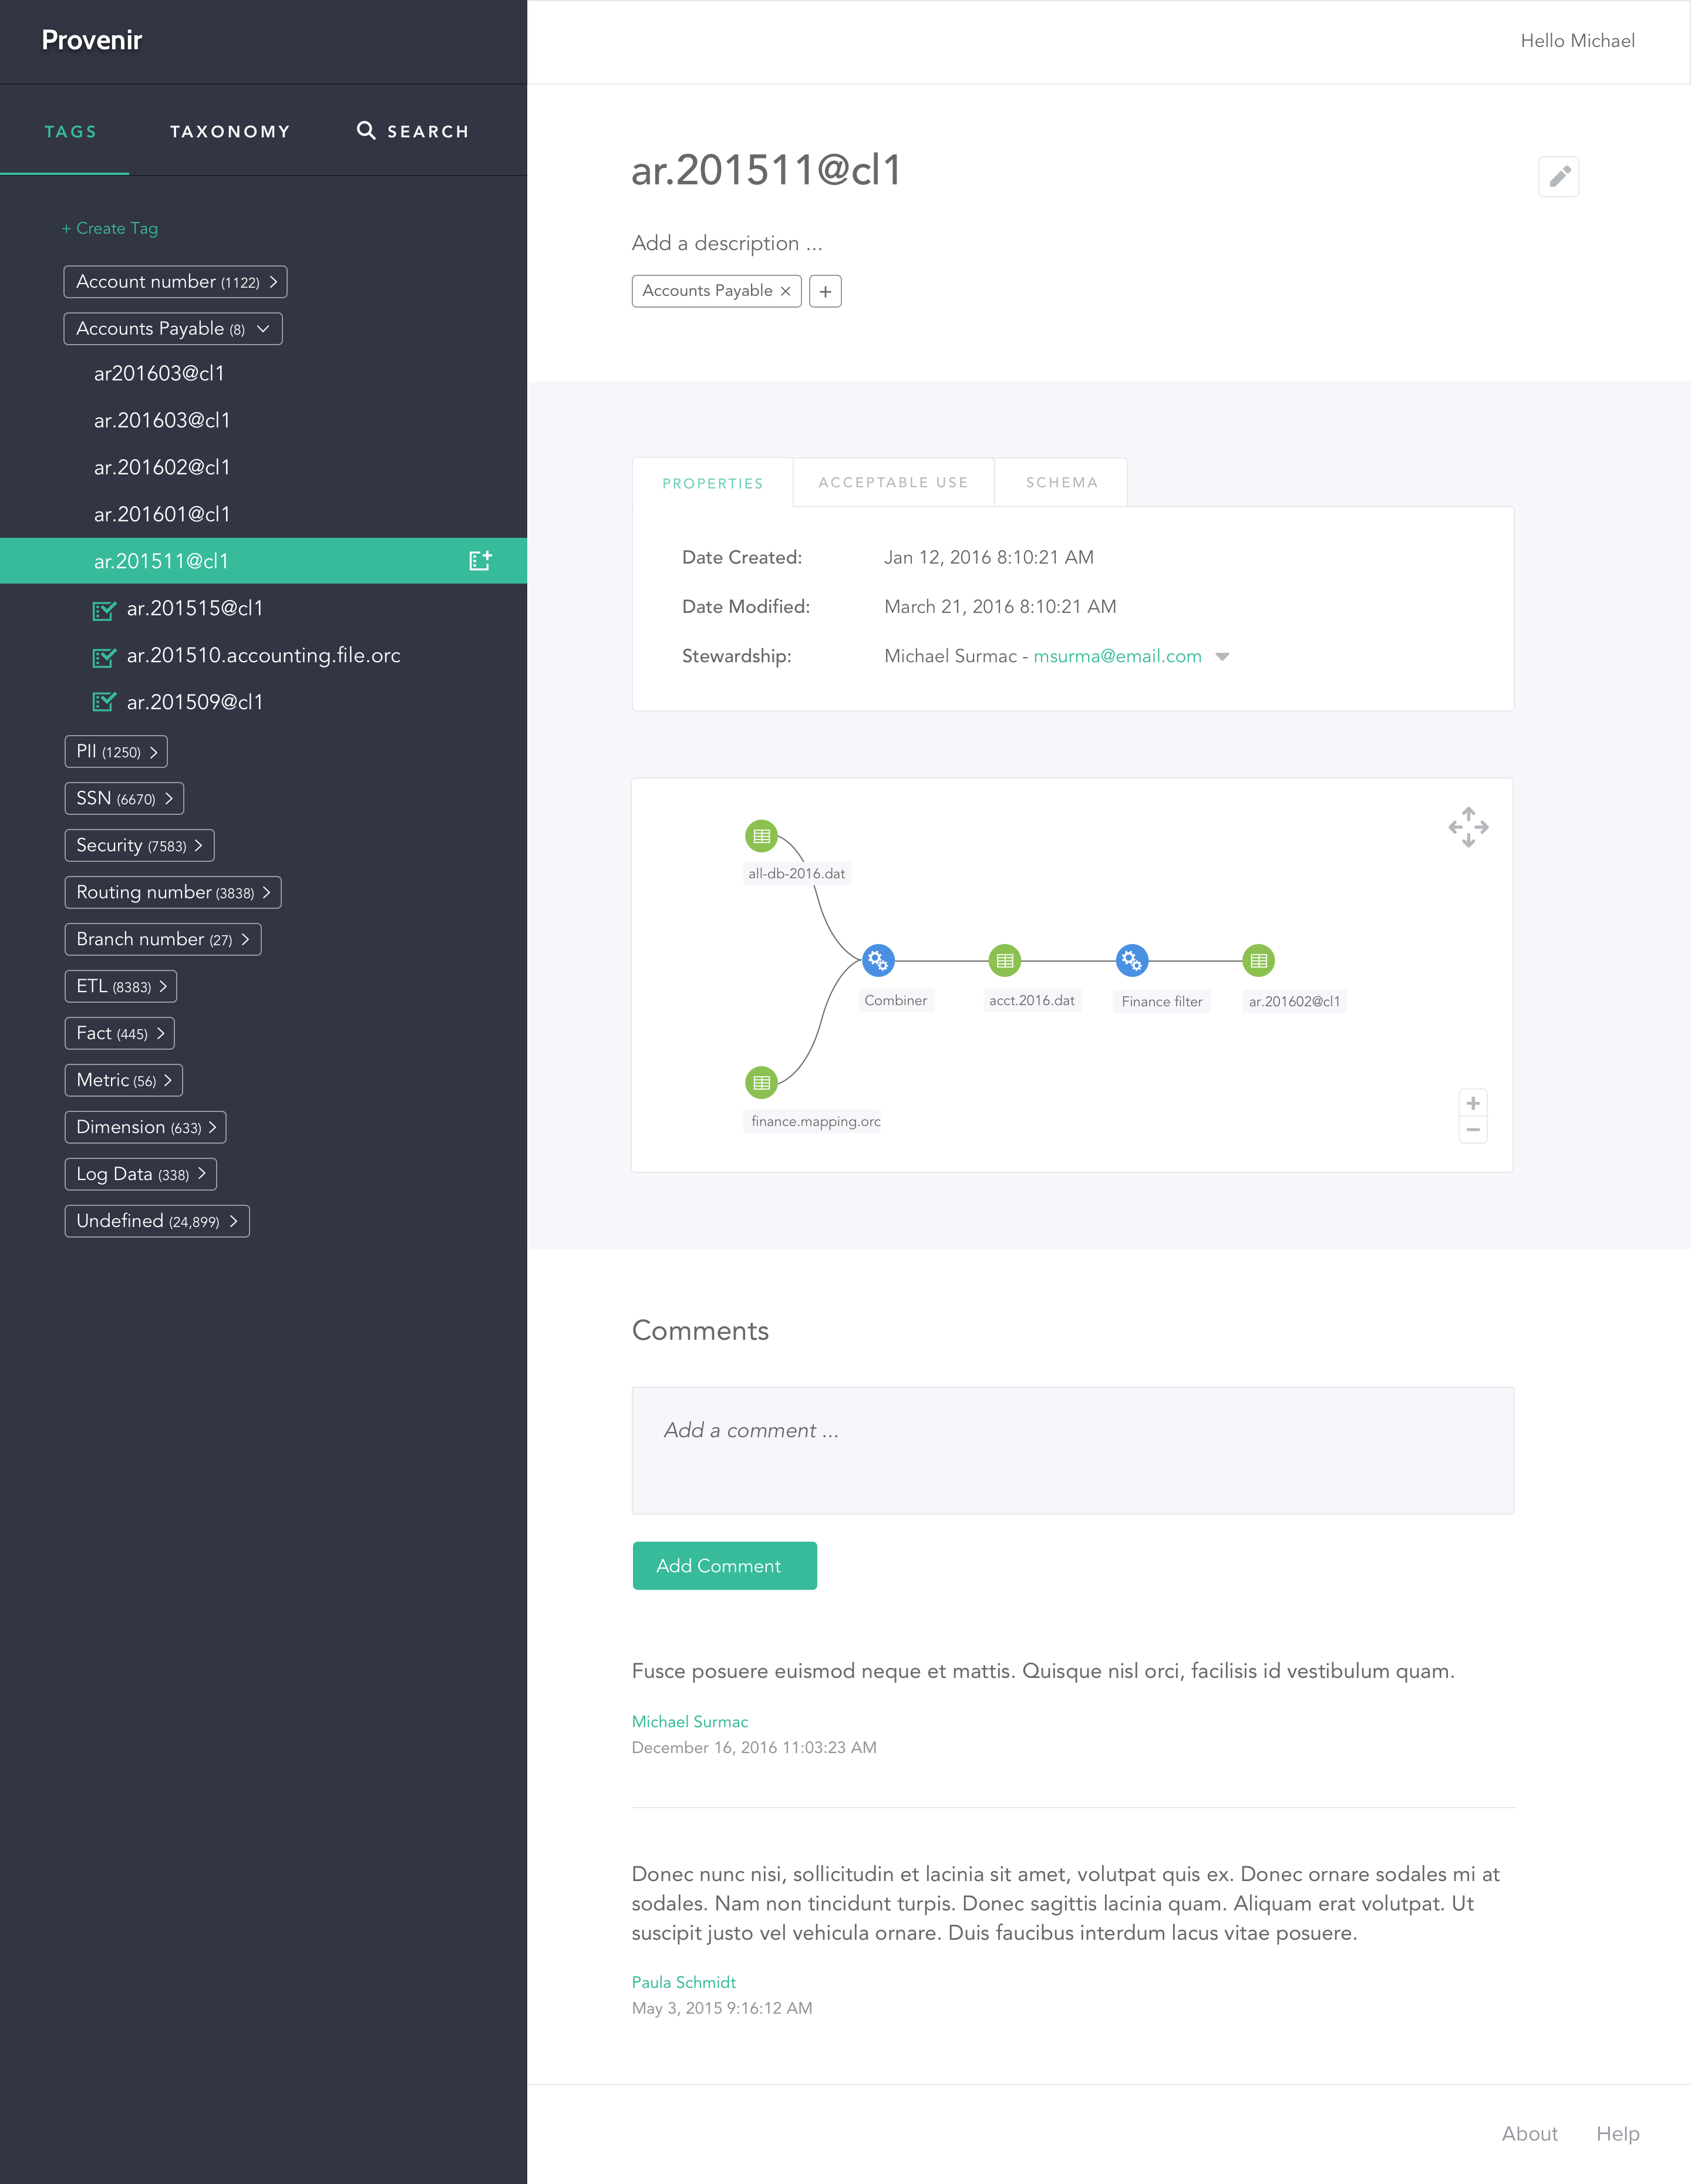 Provenir
Hello Michael
TAGS
TAXONOMY
SEARCH
+ Create Tag
Account number (1122)
Accounts Payable (8)
ar201603@cl1
ar.201603@cl1
ar.201602@cl1
ar.201601@cl1
ar.201511@cl1
ar.201515@cl1
ar.201510.accounting.file.orc
ar.201509@cl1
PII (1250)
SSN (6670)
Security (7583)
Routing number (3838)
Branch number (27)
ETL (8383)
Fact (445)
Metric (56)
Dimension (633)
Log Data (338)
Undefined (24,899)
ar.201511@cl1
Add a description ...
Accounts Payable ×
+
PROPERTIES
ACCEPTABLE USE
SCHEMA
Date Created: Jan 12, 2016 8:10:21 AM
Date Modified: March 21, 2016 8:10:21 AM
Stewardship: Michael Surmac - msurma@email.com
all-db-2016.dat
Combiner
acct.2016.dat
Finance filter
ar.201602@cl1
finance.mapping.orc
+
−
Comments
Add a comment ...
Add Comment
Fusce posuere euismod neque et mattis. Quisque nisl orci, facilisis id vestibulum quam.
Michael Surmac
December 16, 2016 11:03:23 AM
Donec nunc nisi, sollicitudin et lacinia sit amet, volutpat quis ex. Donec ornare sodales mi at
sodales. Nam non tincidunt turpis. Donec sagittis lacinia quam. Aliquam erat volutpat. Ut
suscipit justo vel vehicula ornare. Duis faucibus interdum lacus vitae posuere.
Paula Schmidt
May 3, 2015 9:16:12 AM
About
Help